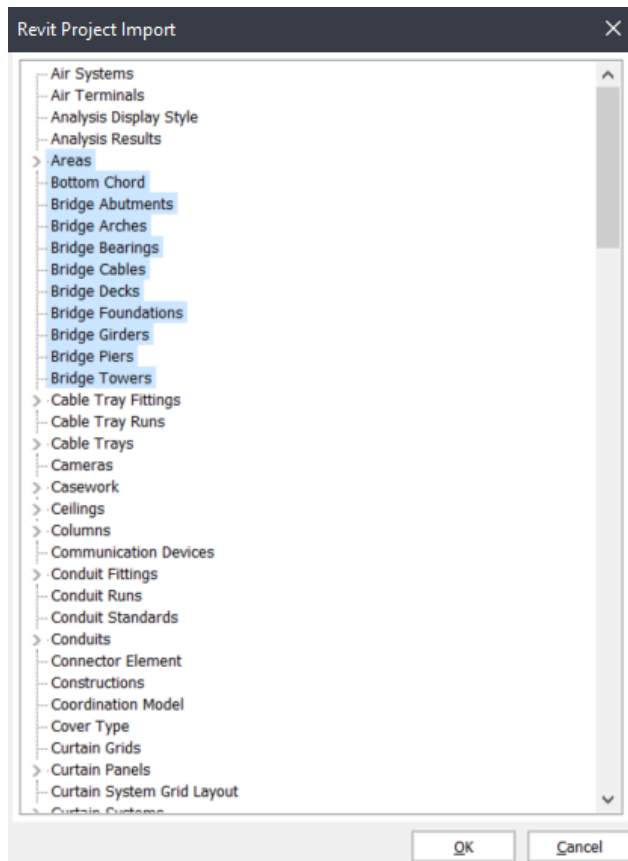 Revit Project Import
Air Systems
Air Terminals
Analysis Display Style
Analysis Results
Areas
Bottom Chord
Bridge Abutments
Bridge Arches
Bridge Bearings
Bridge Cables
Bridge Decks
Bridge Foundations
Bridge Girders
Bridge Piers
Bridge Towers
Cable Tray Fittings
Cable Tray Runs
Cable Trays
Cameras
Casework
Ceilings
Columns
Communication Devices
Conduit Fittings
Conduit Runs
Conduit Standards
Conduits
Connector Element
Constructions
Coordination Model
Cover Type
Curtain Grids
Curtain Panels
Curtain System Grid Layout
Curtain Systems
OK
Cancel